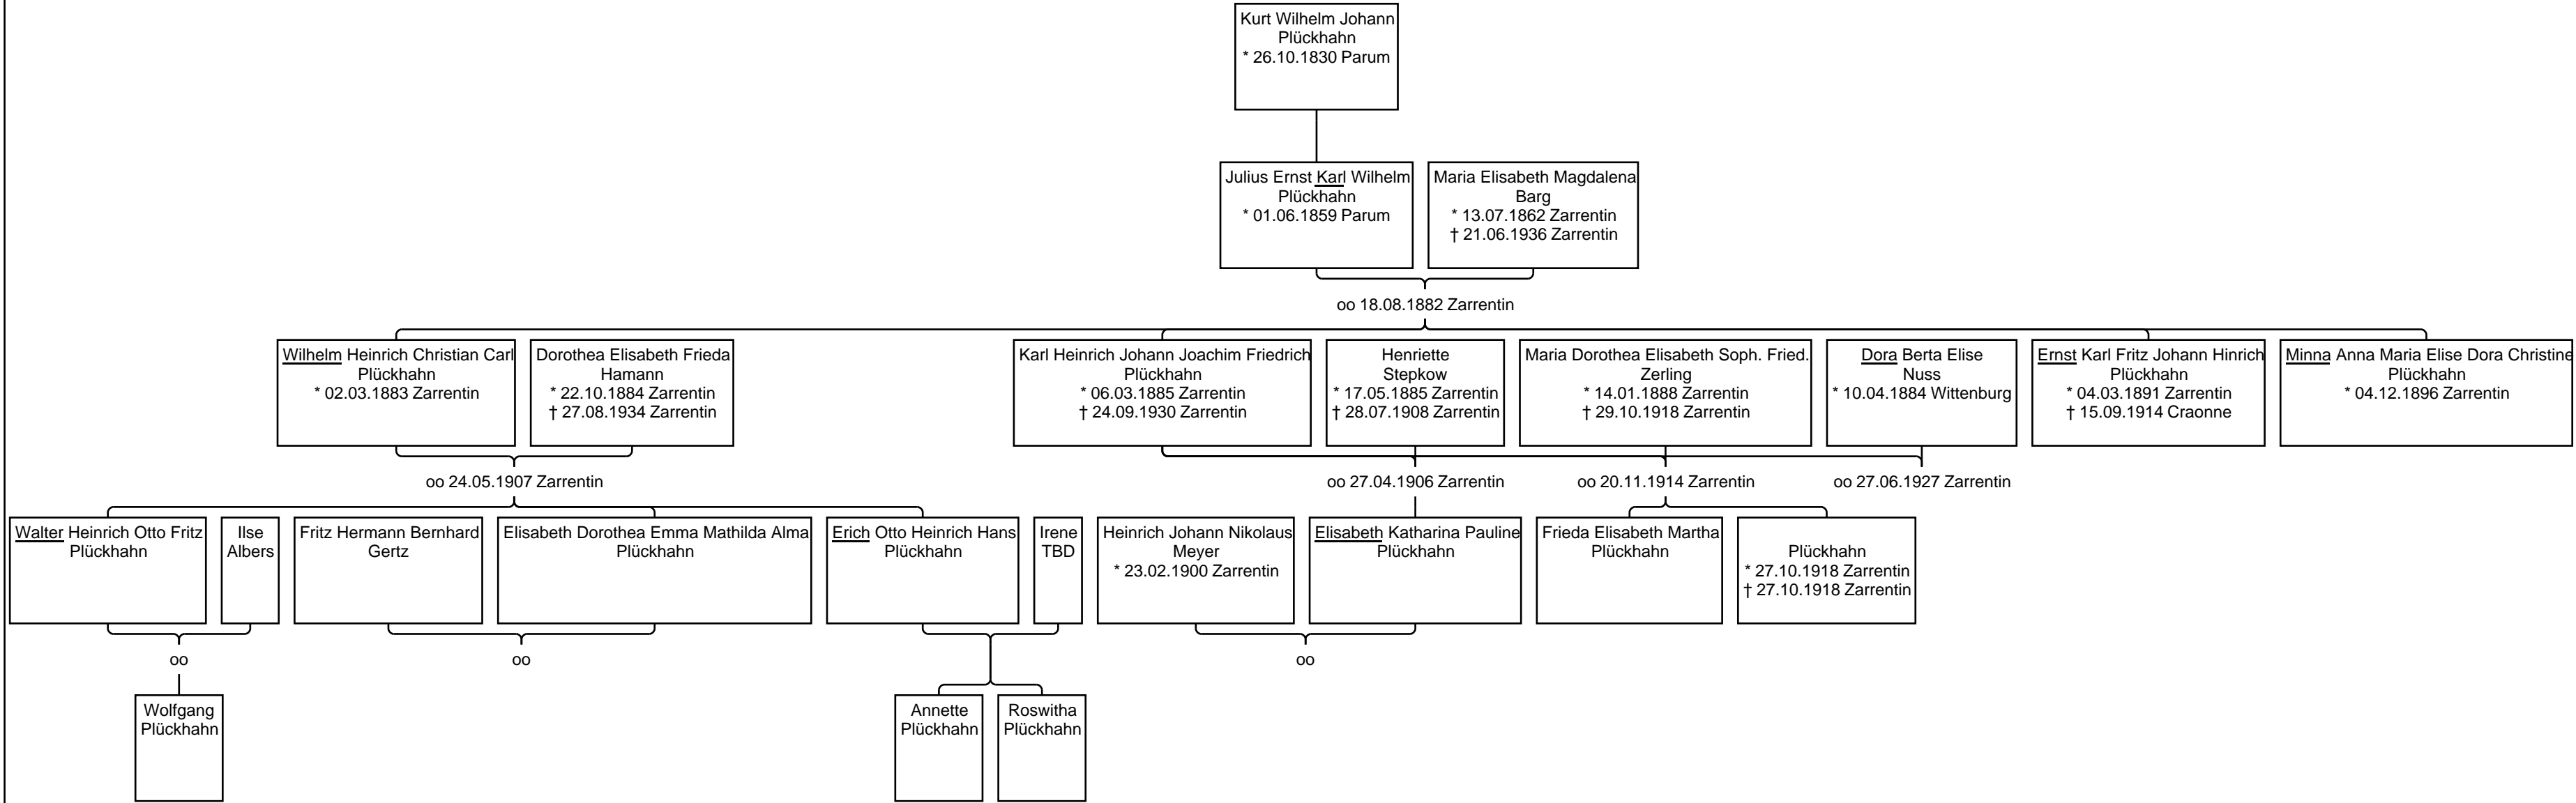 Kurt Wilhelm Johann
Plückhahn
* 26.10.1830 Parum
Julius Ernst Karl Wilhelm
Plückhahn
* 01.06.1859 Parum
Maria Elisabeth Magdalena
Barg
* 13.07.1862 Zarrentin
† 21.06.1936 Zarrentin
oo 18.08.1882 Zarrentin
Wilhelm Heinrich Christian Carl
Plückhahn
* 02.03.1883 Zarrentin
Dorothea Elisabeth Frieda
Hamann
* 22.10.1884 Zarrentin
† 27.08.1934 Zarrentin
Karl Heinrich Johann Joachim Friedrich
Plückhahn
* 06.03.1885 Zarrentin
† 24.09.1930 Zarrentin
Henriette
Stepkow
* 17.05.1885 Zarrentin
† 28.07.1908 Zarrentin
Maria Dorothea Elisabeth Soph. Fried.
Zerling
* 14.01.1888 Zarrentin
† 29.10.1918 Zarrentin
Dora Berta Elise
Nuss
* 10.04.1884 Wittenburg
Ernst Karl Fritz Johann Hinrich
Plückhahn
* 04.03.1891 Zarrentin
† 15.09.1914 Craonne
Minna Anna Maria Elise Dora Christine
Plückhahn
* 04.12.1896 Zarrentin
oo 24.05.1907 Zarrentin
oo 27.04.1906 Zarrentin
oo 20.11.1914 Zarrentin
oo 27.06.1927 Zarrentin
Walter Heinrich Otto Fritz
Plückhahn
Ilse
Albers
Fritz Hermann Bernhard
Gertz
Elisabeth Dorothea Emma Mathilda Alma
Plückhahn
Erich Otto Heinrich Hans
Plückhahn
Irene
TBD
Heinrich Johann Nikolaus
Meyer
* 23.02.1900 Zarrentin
Elisabeth Katharina Pauline
Plückhahn
Frieda Elisabeth Martha
Plückhahn
Plückhahn
* 27.10.1918 Zarrentin
† 27.10.1918 Zarrentin
oo
oo
oo
Wolfgang
Plückhahn
Annette
Plückhahn
Roswitha
Plückhahn